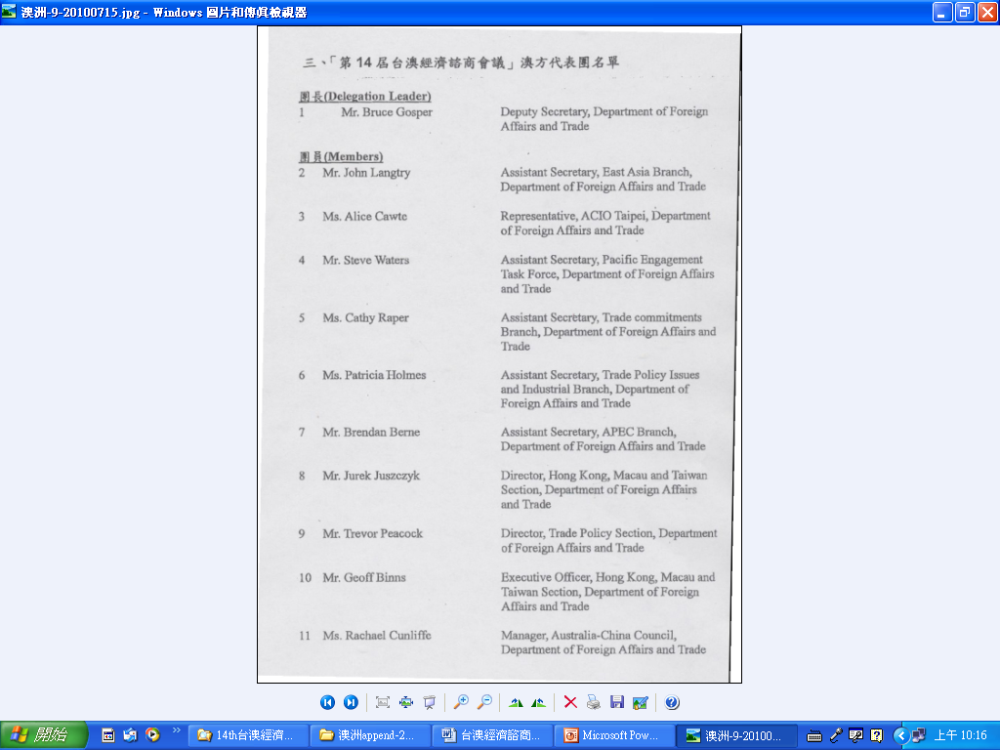 澳洲-9-20100715.jpg - Windows 圖片和傳真檢視器
三、「第 14 屆台澳經濟諮商會議」澳方代表團名單
團長(Delegation Leader)
1 Mr. Bruce Gosper Deputy Secretary, Department of Foreign
Affairs and Trade
團員(Members)
2 Mr. John Langtry Assistant Secretary, East Asia Branch,
Department of Foreign Affairs and Trade
3 Ms. Alice Cawte Representative, ACIO Taipei, Department
of Foreign Affairs and Trade
4 Mr. Steve Waters Assistant Secretary, Pacific Engagement
Task Force, Department of Foreign Affairs
and Trade
5 Ms. Cathy Raper Assistant Secretary, Trade commitments
Branch, Department of Foreign Affairs and
Trade
6 Ms. Patricia Holmes Assistant Secretary, Trade Policy Issues
and Industrial Branch, Department of
Foreign Affairs and Trade
7 Mr. Brendan Berne Assistant Secretary, APEC Branch,
Department of Foreign Affairs and Trade
8 Mr. Jurek Juszczyk Director, Hong Kong, Macau and Taiwan
Section, Department of Foreign Affairs
and Trade
9 Mr. Trevor Peacock Director, Trade Policy Section, Department
of Foreign Affairs and Trade
10 Mr. Geoff Binns Executive Officer, Hong Kong, Macau and
Taiwan Section, Department of Foreign
Affairs and Trade
11 Ms. Rachael Cunliffe Manager, Australia-China Council,
Department of Foreign Affairs and Trade
開始 14th台澳經濟... 澳洲append-2... 台澳經濟諮商... Microsoft Pow... 澳洲-9-20100... 上午 10:16